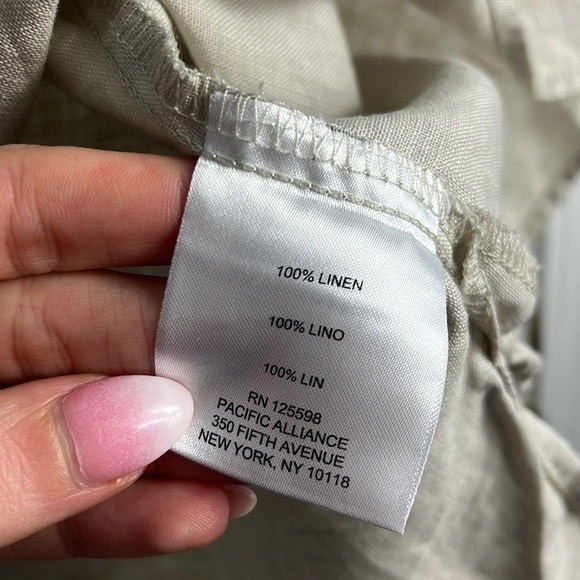 100% LINEN
100% LINO
100% LIN
RN 125598
PACIFIC ALLIANCE
350 FIFTH AVENUE
NEW YORK, NY 10118